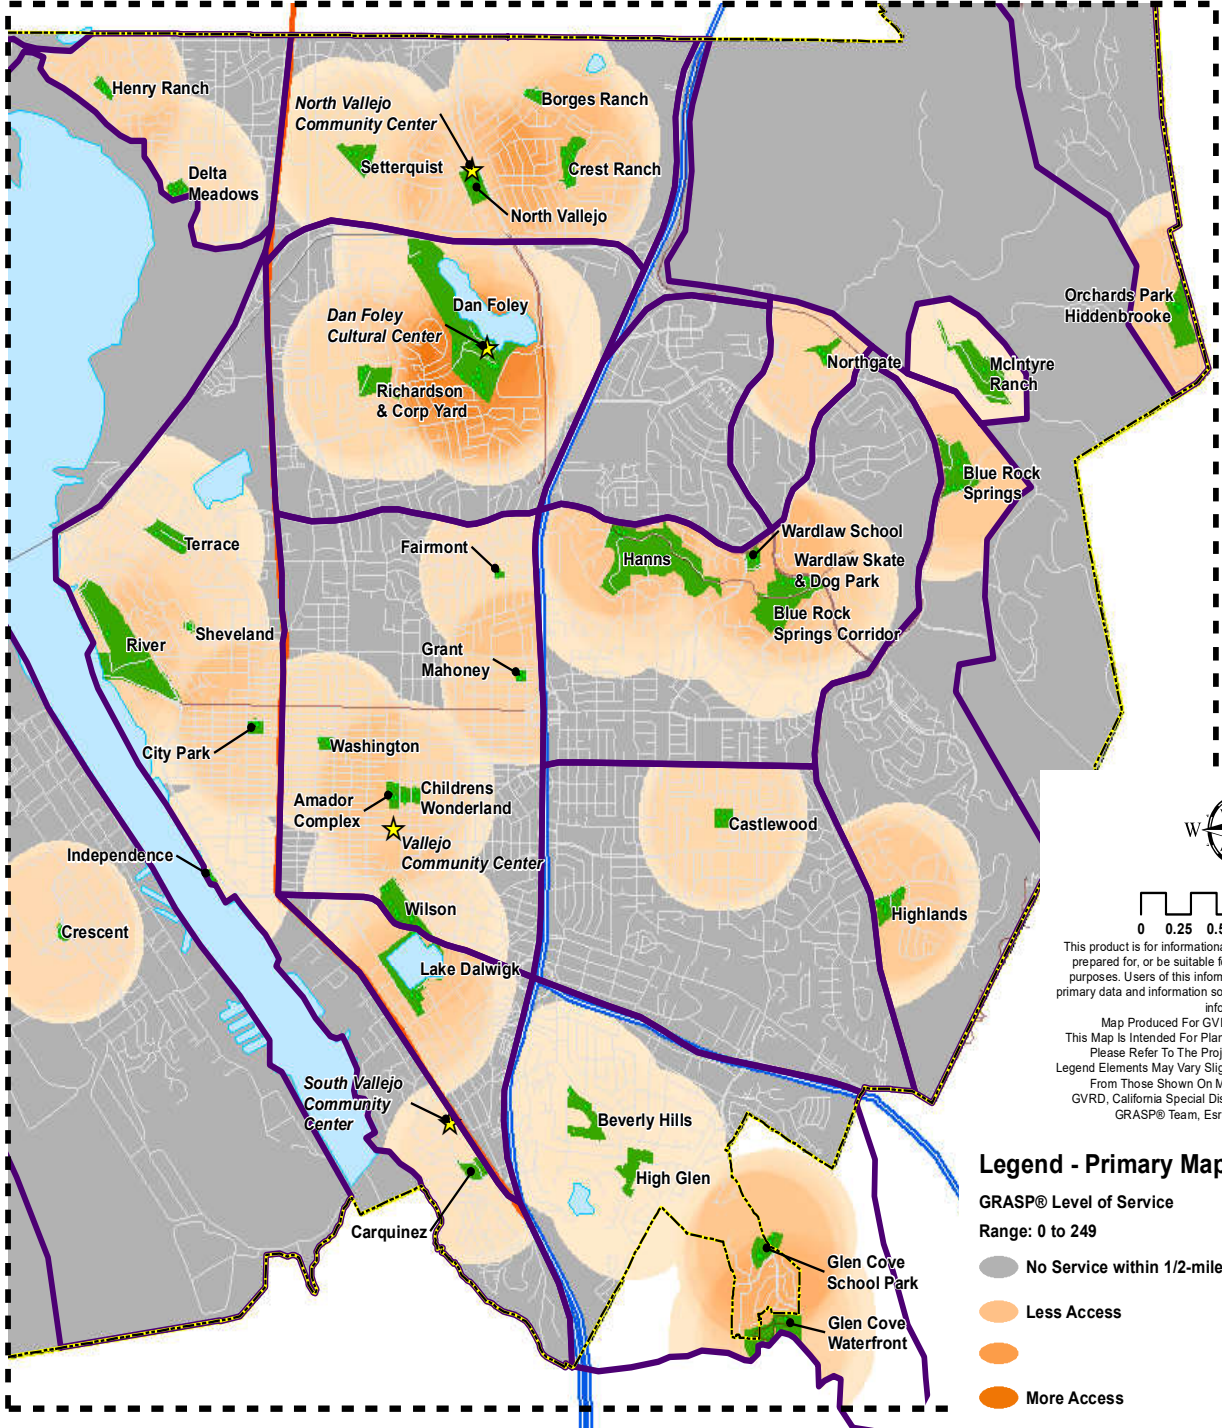 Henry Ranch
North Vallejo
Community Center
Borges Ranch
Setterquist
Crest Ranch
Delta
Meadows
North Vallejo
Dan Foley
Dan Foley
Cultural Center
Orchards Park
Hiddenbrooke
Northgate
McIntyre
Ranch
Richardson
& Corp Yard
Blue Rock
Springs
Terrace
Fairmont
Wardlaw School
Hanns
Wardlaw Skate
& Dog Park
Blue Rock
Springs Corridor
Sheveland
River
Grant
Mahoney
City Park
Washington
Amador
Complex
Childrens
Wonderland
Castlewood
Vallejo
Community Center
Independence
Wilson
Highlands
Crescent
Lake Dalwigk
South Vallejo
Community
Center
Beverly Hills
High Glen
Carquinez
Glen Cove
School Park
Glen Cove
Waterfront
W
0 0.25 0.5
This product is for informationa
prepared for, or be suitable fo
purposes. Users of this inform
primary data and information so
info
Map Produced For GVR
This Map Is Intended For Plan
Please Refer To The Proj
Legend Elements May Vary Slig
From Those Shown On M
GVRD, California Special Dis
GRASP® Team, Esr
Legend - Primary Map
GRASP® Level of Service
Range: 0 to 249
No Service within 1/2-mile
Less Access
More Access